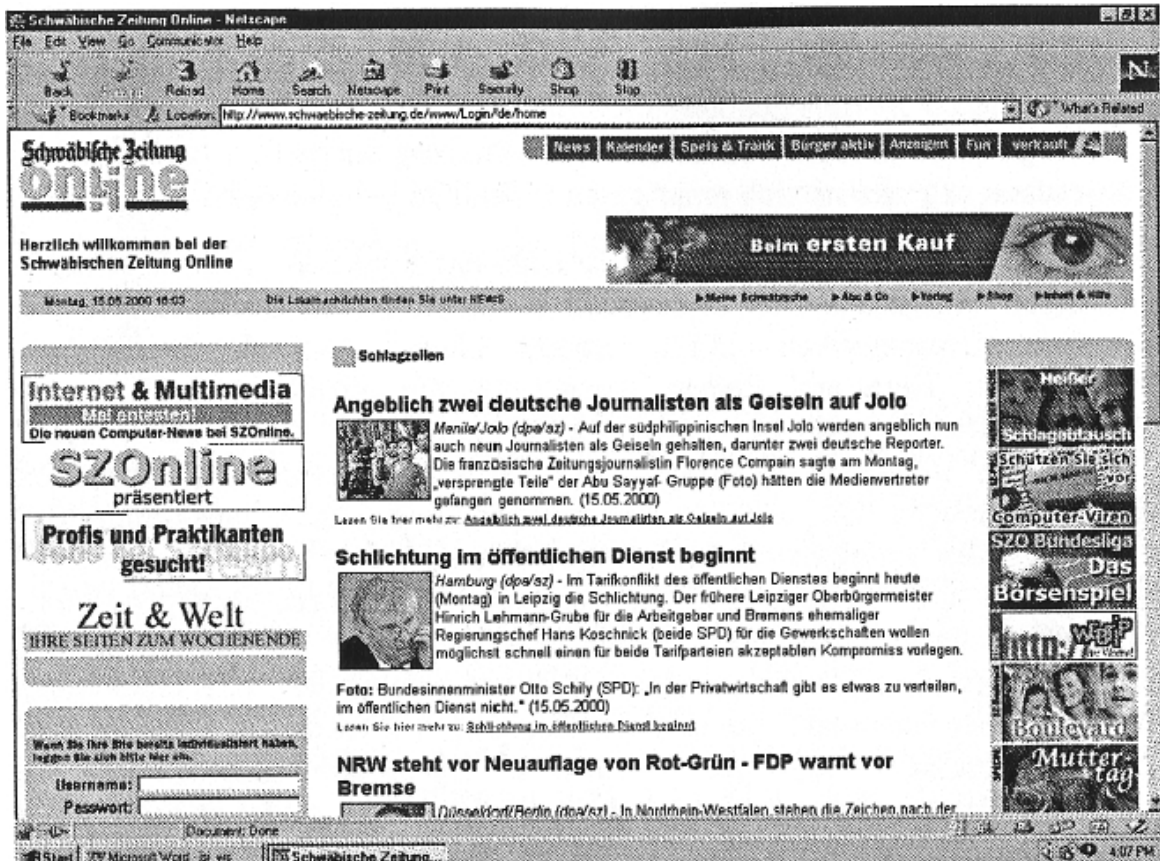 Schwäbische Zeitung Online - Netscape
File Edit View Go Communicator Help
Back Reload Home Search Netscape Print Security Shop Stop
Bookmarks Location: http://www.schwaebische-zeitung.de/www/Login/!de/home What's Related
Schwäbische Zeitung
online
News Kalender Speis & Trank Bürger aktiv Anzeigen Fun verkauft
Herzlich willkommen bei der
Schwäbischen Zeitung Online
Beim ersten Kauf
Montag, 15.05.2000 16:03 Die Lokalnachrichten finden Sie unter NEWS Meine Schwäbische Abo & Co Verlag Shop Inhalt & Hilfe
Internet & Multimedia
Mal antesten!
Die neuen Computer-News bei SZOnline.
SZOnline
präsentiert
Profis und Praktikanten
gesucht!
Zeit & Welt
IHRE SEITEN ZUM WOCHENENDE
Wenn Sie Ihre Site bereits individualisiert haben,
loggen Sie sich bitte hier ein.
Username:
Passwort:
Schlagzeilen
Angeblich zwei deutsche Journalisten als Geiseln auf Jolo
Manila/Jolo (dpa/sz) - Auf der südphilippinischen Insel Jolo werden angeblich nun
auch neun Journalisten als Geiseln gehalten, darunter zwei deutsche Reporter.
Die französische Zeitungsjournalistin Florence Compain sagte am Montag,
„versprengte Teile" der Abu Sayyaf- Gruppe (Foto) hätten die Medienvertreter
gefangen genommen. (15.05.2000)
Lesen Sie hier mehr zu: Angeblich zwei deutsche Journalisten als Geiseln auf Jolo
Schlichtung im öffentlichen Dienst beginnt
Hamburg (dpa/sz) - Im Tarifkonflikt des öffentlichen Dienstes beginnt heute
(Montag) in Leipzig die Schlichtung. Der frühere Leipziger Oberbürgermeister
Hinrich Lehmann-Grube für die Arbeitgeber und Bremens ehemaliger
Regierungschef Hans Koschnick (beide SPD) für die Gewerkschaften wollen
möglichst schnell einen für beide Tarifparteien akzeptablen Kompromiss vorlegen.
Foto: Bundesinnenminister Otto Schily (SPD): „In der Privatwirtschaft gibt es etwas zu verteilen,
im öffentlichen Dienst nicht." (15.05.2000)
Lesen Sie hier mehr zu: Schlichtung im öffentlichen Dienst beginnt
NRW steht vor Neuauflage von Rot-Grün - FDP warnt vor
Bremse
Düsseldorf/Berlin (dpa/sz) - In Nordrhein-Westfalen stehen die Zeichen nach der
Heißer
Schlagabtausch
Schützen Sie sich
vor
Computer-Viren
SZO Bundesliga
Das
Börsenspiel
http://
Boulevard
Mutter-
tag
Document: Done
Start Microsoft Word Schwäbische Zeitung... 4:07 PM